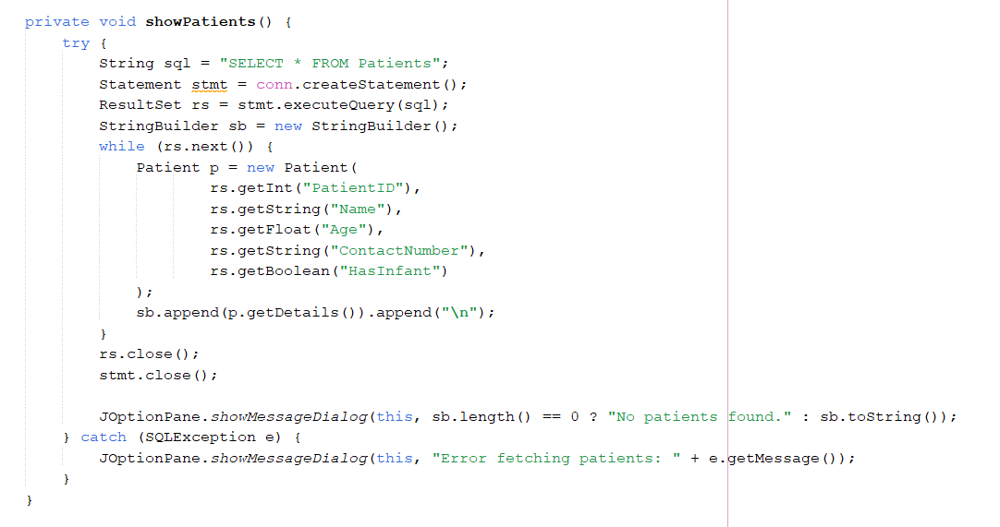 private void showPatients() {
    try {
        String sql = "SELECT * FROM Patients";
        Statement stmt = conn.createStatement();
        ResultSet rs = stmt.executeQuery(sql);
        StringBuilder sb = new StringBuilder();
        while (rs.next()) {
            Patient p = new Patient(
                    rs.getInt("PatientID"),
                    rs.getString("Name"),
                    rs.getFloat("Age"),
                    rs.getString("ContactNumber"),
                    rs.getBoolean("HasInfant")
            );
            sb.append(p.getDetails()).append("\n");
        }
        rs.close();
        stmt.close();

        JOptionPane.showMessageDialog(this, sb.length() == 0 ? "No patients found." : sb.toString());
    } catch (SQLException e) {
        JOptionPane.showMessageDialog(this, "Error fetching patients: " + e.getMessage());
    }
}